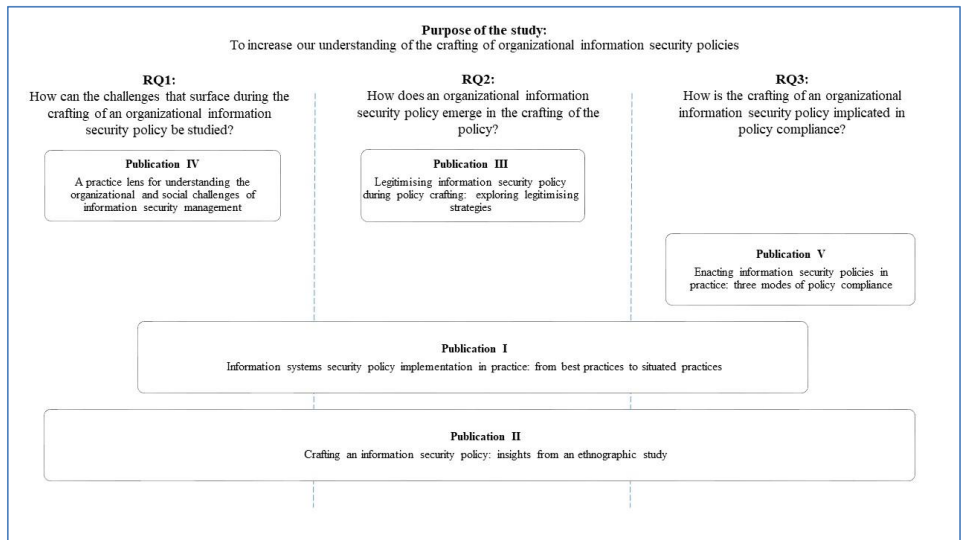 Purpose of the study:
To increase our understanding of the crafting of organizational information security policies
RQ1:
How can the challenges that surface during the
crafting of an organizational information
security policy be studied?
RQ2:
How does an organizational information
security policy emerge in the crafting of the
policy?
RQ3:
How is the crafting of an organizational
information security policy implicated in
policy compliance?
Publication IV
A practice lens for understanding the
organizational and social challenges of
information security management
Publication III
Legitimising information security policy
during policy crafting: exploring legitimising
strategies
Publication V
Enacting information security policies in
practice: three modes of policy compliance
Publication I
Information systems security policy implementation in practice: from best practices to situated practices
Publication II
Crafting an information security policy: insights from an ethnographic study